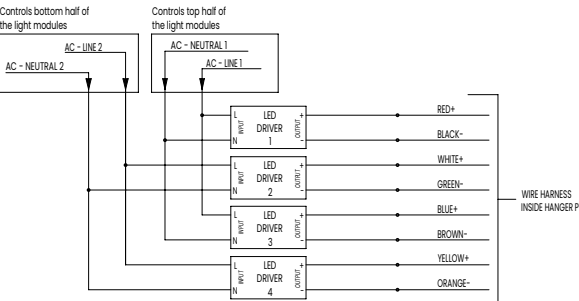 Controls bottom half of
the light modules
Controls top half of
the light modules
AC - LINE 2
AC - NEUTRAL 2
AC - NEUTRAL 1
AC - LINE 1
L
N
INPUT
LED
DRIVER
1
OUTPUT
+
-
RED+
BLACK-
L
N
INPUT
LED
DRIVER
2
OUTPUT
+
-
WHITE+
GREEN-
L
N
INPUT
LED
DRIVER
3
OUTPUT
+
-
BLUE+
BROWN-
L
N
INPUT
LED
DRIVER
4
OUTPUT
+
-
YELLOW+
ORANGE-
WIRE HARNESS
INSIDE HANGER P